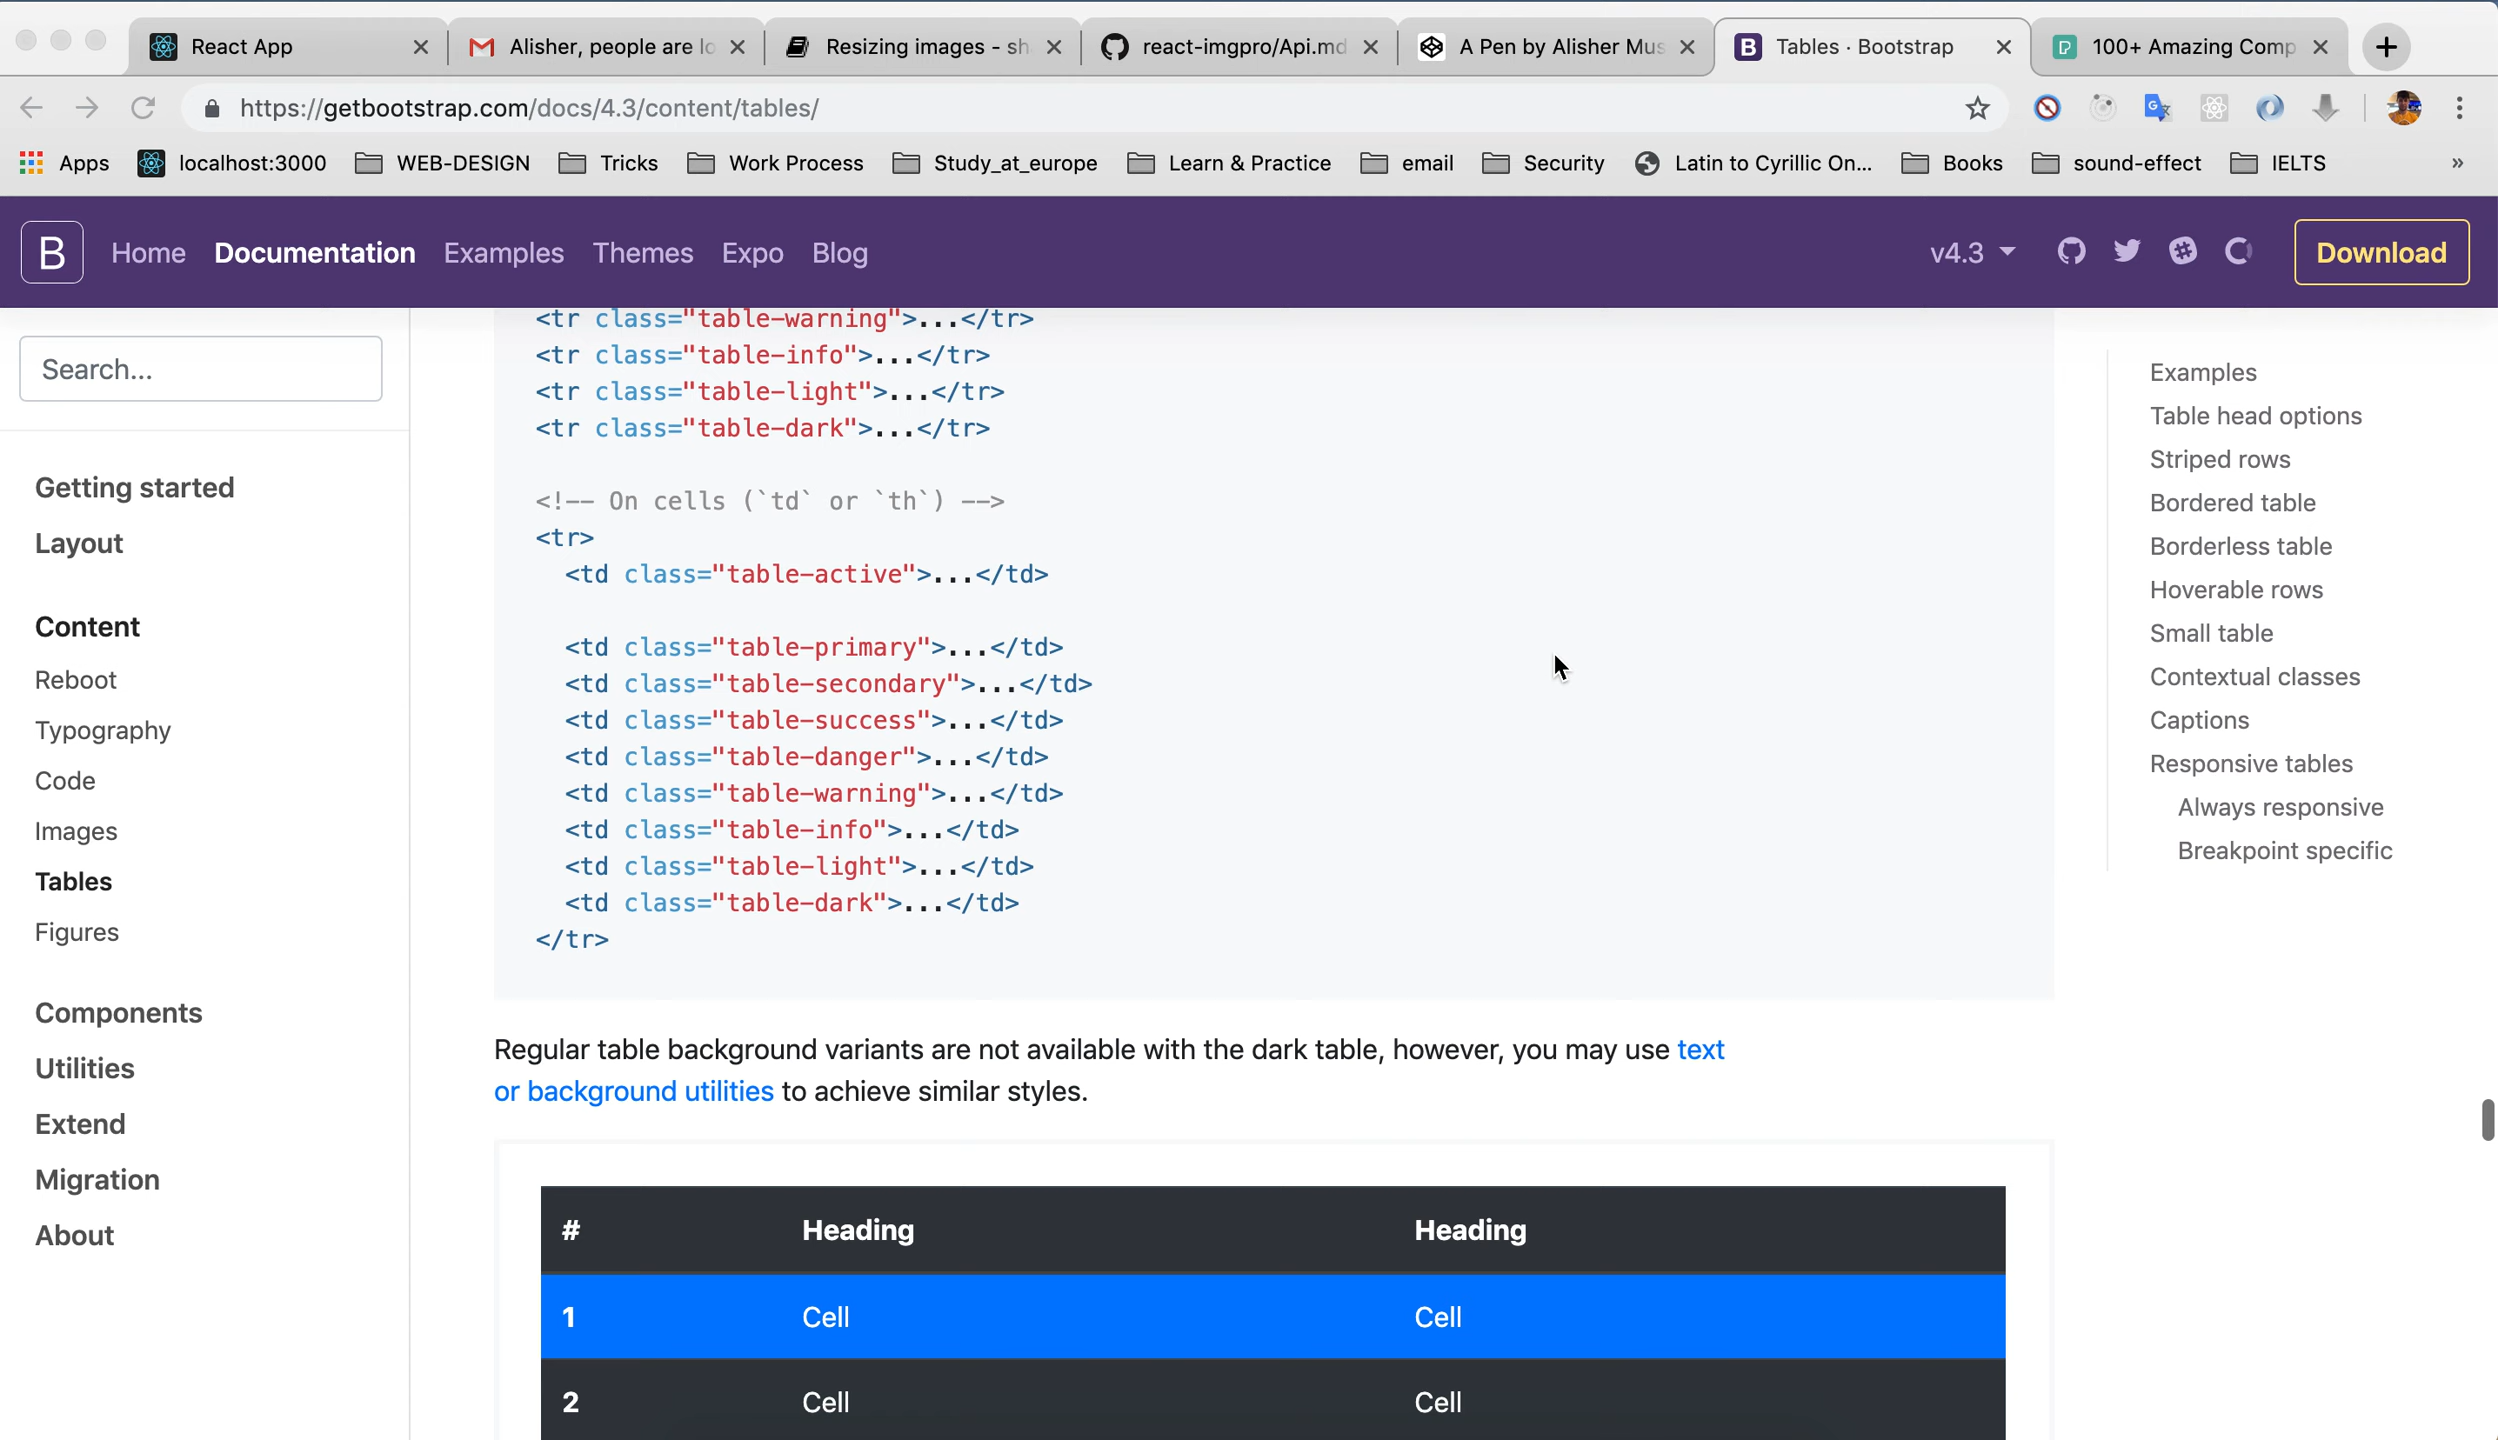 React App
Alisher, people are lo
Resizing images - sh
react-imgpro/Api.md
A Pen by Alisher Mus
Tables · Bootstrap
100+ Amazing Comp
https://getbootstrap.com/docs/4.3/content/tables/
Apps
localhost:3000
WEB-DESIGN
Tricks
Work Process
Study_at_europe
Learn & Practice
email
Security
Latin to Cyrillic On...
Books
sound-effect
IELTS
»
B
Home
Documentation
Examples
Themes
Expo
Blog
v4.3
Download
Search...
Getting started
Layout
Content
Reboot
Typography
Code
Images
Tables
Figures
Components
Utilities
Extend
Migration
About
<tr class="table-warning">...</tr>
<tr class="table-info">...</tr>
<tr class="table-light">...</tr>
<tr class="table-dark">...</tr>
<!-- On cells (`td` or `th`) -->
<tr>
<td class="table-active">...</td>
<td class="table-primary">...</td>
<td class="table-secondary">...</td>
<td class="table-success">...</td>
<td class="table-danger">...</td>
<td class="table-warning">...</td>
<td class="table-info">...</td>
<td class="table-light">...</td>
<td class="table-dark">...</td>
</tr>
Regular table background variants are not available with the dark table, however, you may use text
or background utilities to achieve similar styles.
# Heading Heading
1 Cell Cell
2 Cell Cell
Examples
Table head options
Striped rows
Bordered table
Borderless table
Hoverable rows
Small table
Contextual classes
Captions
Responsive tables
Always responsive
Breakpoint specific